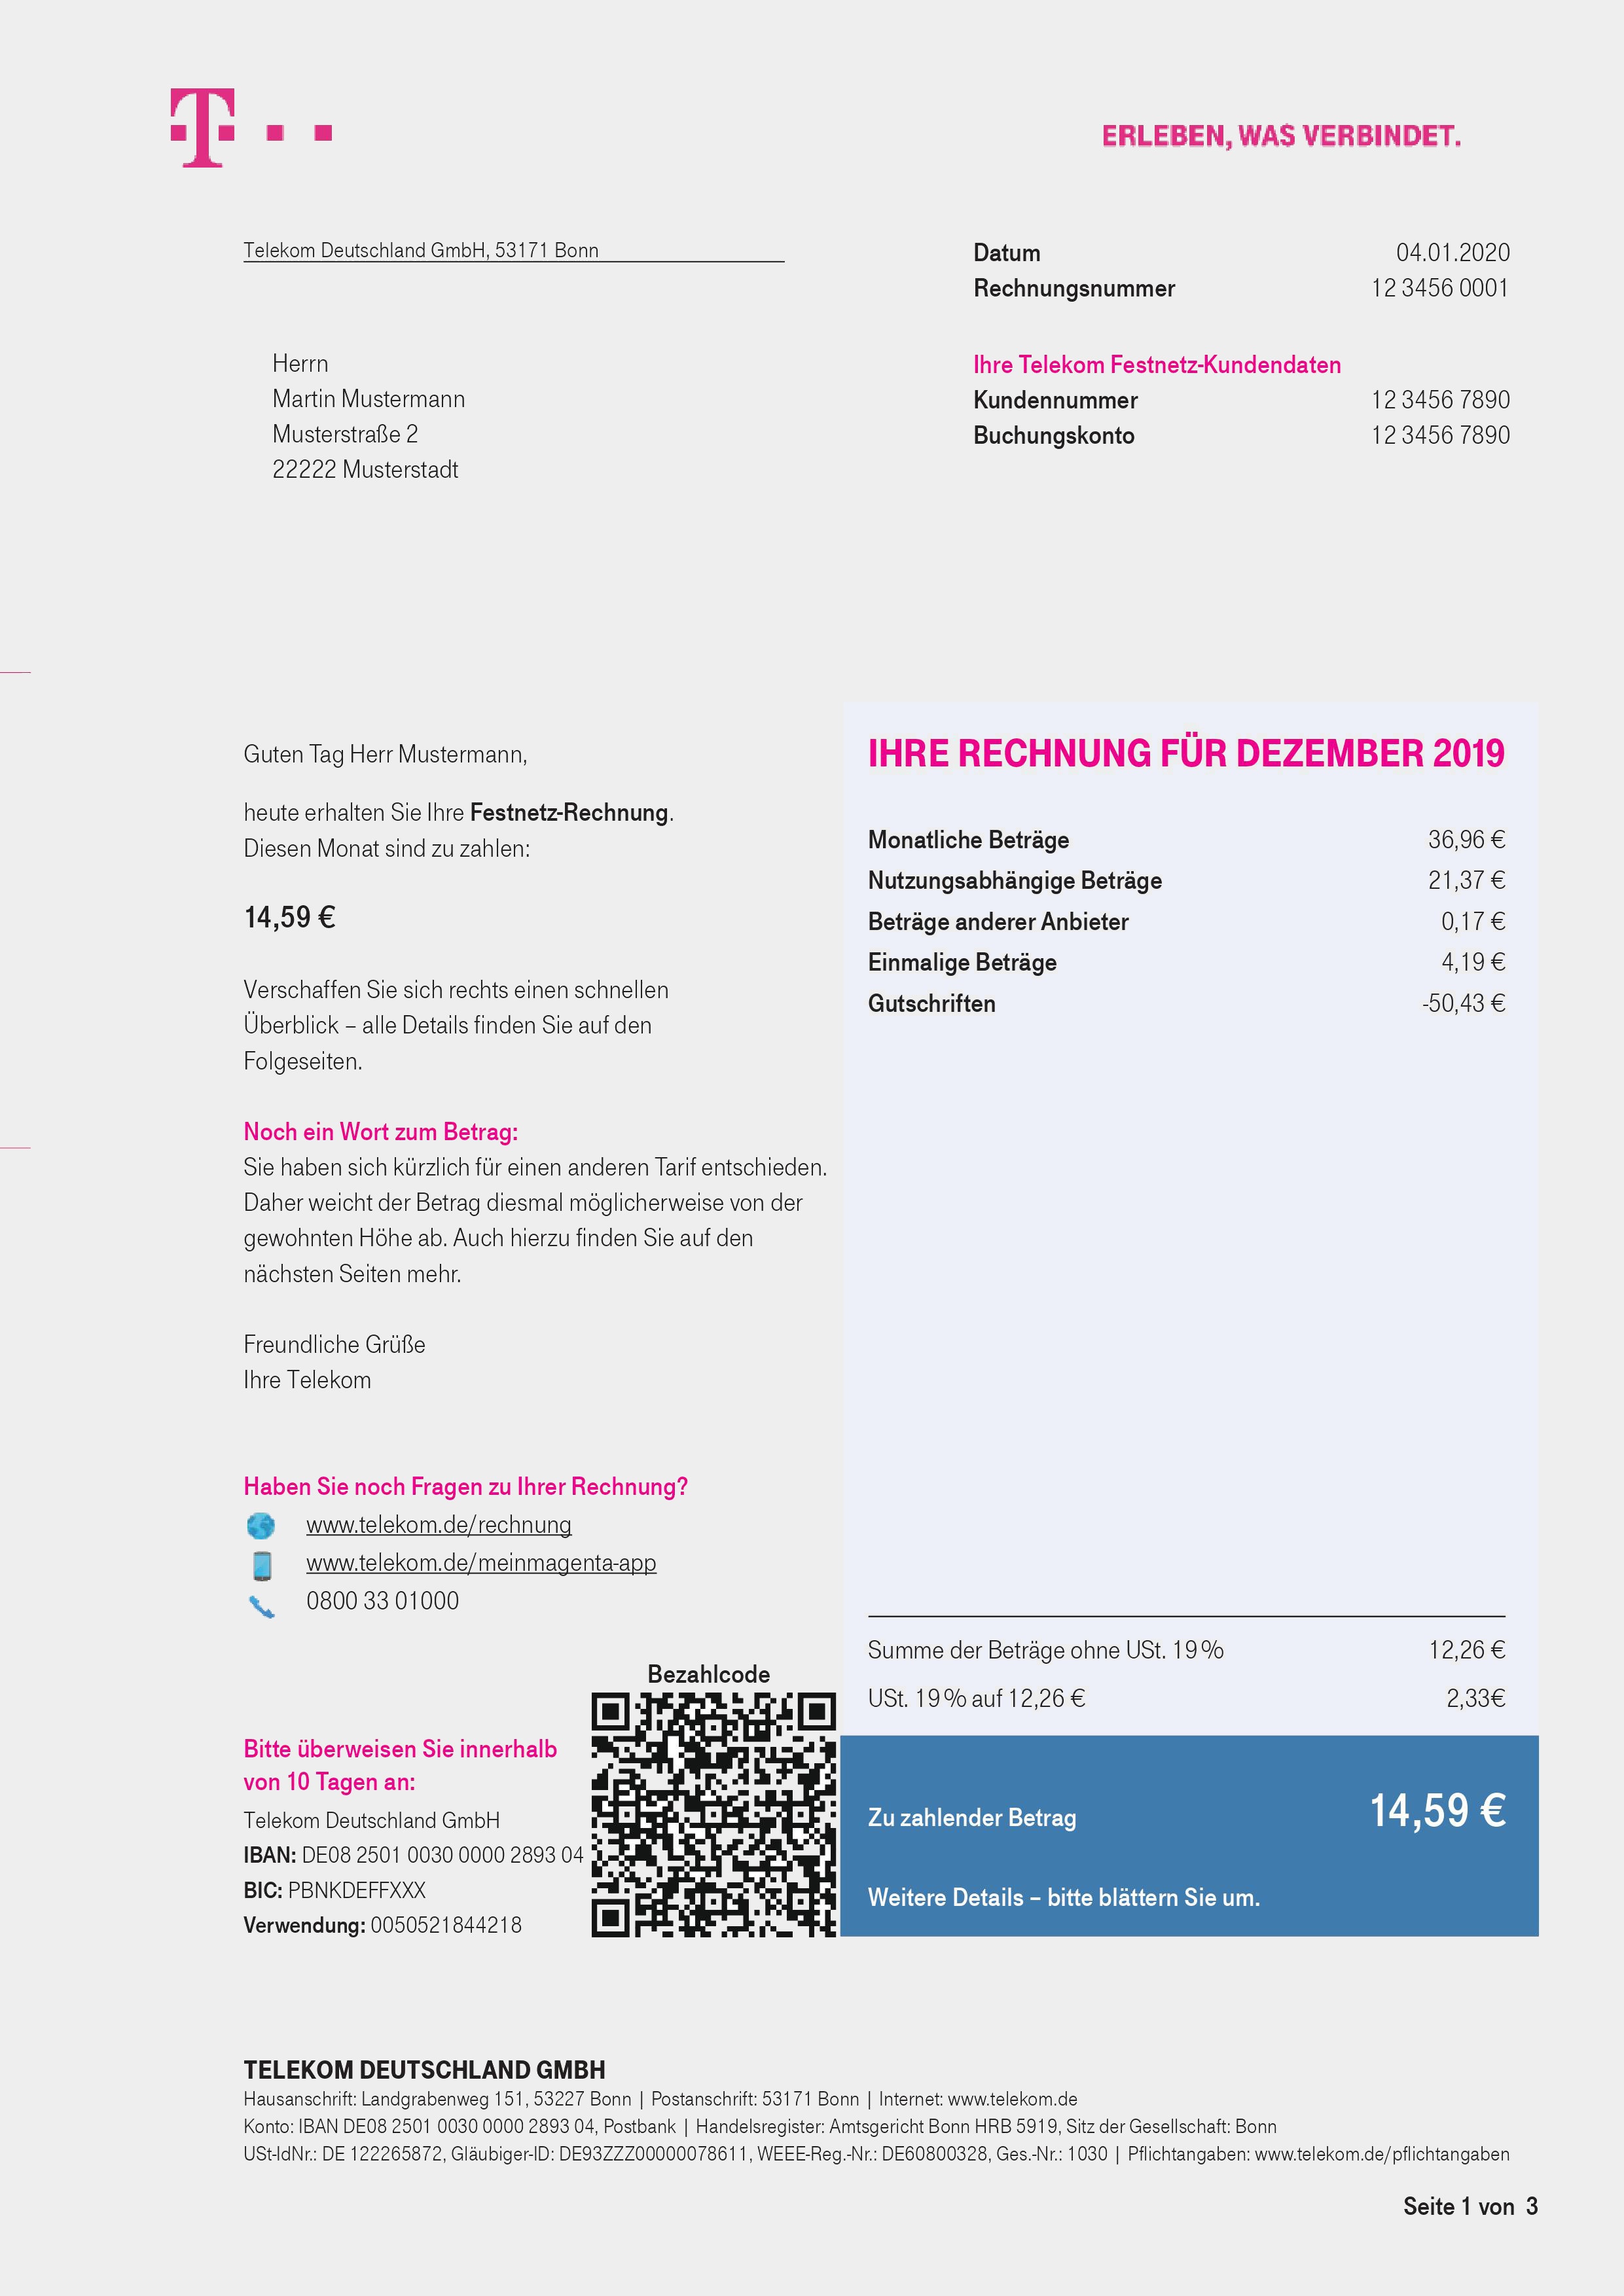 T
ERLEBEN, WAS VERBINDET.
Telekom Deutschland GmbH, 53171 Bonn
Datum 04.01.2020
Rechnungsnummer 12 3456 0001
Herrn
Martin Mustermann
Musterstraße 2
22222 Musterstadt
Ihre Telekom Festnetz-Kundendaten
Kundennummer 12 3456 7890
Buchungskonto 12 3456 7890
Guten Tag Herr Mustermann,
heute erhalten Sie Ihre Festnetz-Rechnung.
Diesen Monat sind zu zahlen:
14,59 €
Verschaffen Sie sich rechts einen schnellen
Überblick – alle Details finden Sie auf den
Folgeseiten.
Noch ein Wort zum Betrag:
Sie haben sich kürzlich für einen anderen Tarif entschieden.
Daher weicht der Betrag diesmal möglicherweise von der
gewohnten Höhe ab. Auch hierzu finden Sie auf den
nächsten Seiten mehr.
Freundliche Grüße
Ihre Telekom
Haben Sie noch Fragen zu Ihrer Rechnung?
www.telekom.de/rechnung
www.telekom.de/meinmagenta-app
0800 33 01000
Bezahlcode
Bitte überweisen Sie innerhalb
von 10 Tagen an:
Telekom Deutschland GmbH
IBAN: DE08 2501 0030 0000 2893 04
BIC: PBNKDEFFXXX
Verwendung: 0050521844218
IHRE RECHNUNG FÜR DEZEMBER 2019
Monatliche Beträge 36,96 €
Nutzungsabhängige Beträge 21,37 €
Beträge anderer Anbieter 0,17 €
Einmalige Beträge 4,19 €
Gutschriften -50,43 €
Summe der Beträge ohne USt. 19 % 12,26 €
USt. 19 % auf 12,26 € 2,33€
Zu zahlender Betrag 14,59 €
Weitere Details – bitte blättern Sie um.
TELEKOM DEUTSCHLAND GMBH
Hausanschrift: Landgrabenweg 151, 53227 Bonn | Postanschrift: 53171 Bonn | Internet: www.telekom.de
Konto: IBAN DE08 2501 0030 0000 2893 04, Postbank | Handelsregister: Amtsgericht Bonn HRB 5919, Sitz der Gesellschaft: Bonn
USt-IdNr.: DE 122265872, Gläubiger-ID: DE93ZZZ00000078611, WEEE-Reg.-Nr.: DE60800328, Ges.-Nr.: 1030 | Pflichtangaben: www.telekom.de/pflichtangaben
Seite 1 von 3